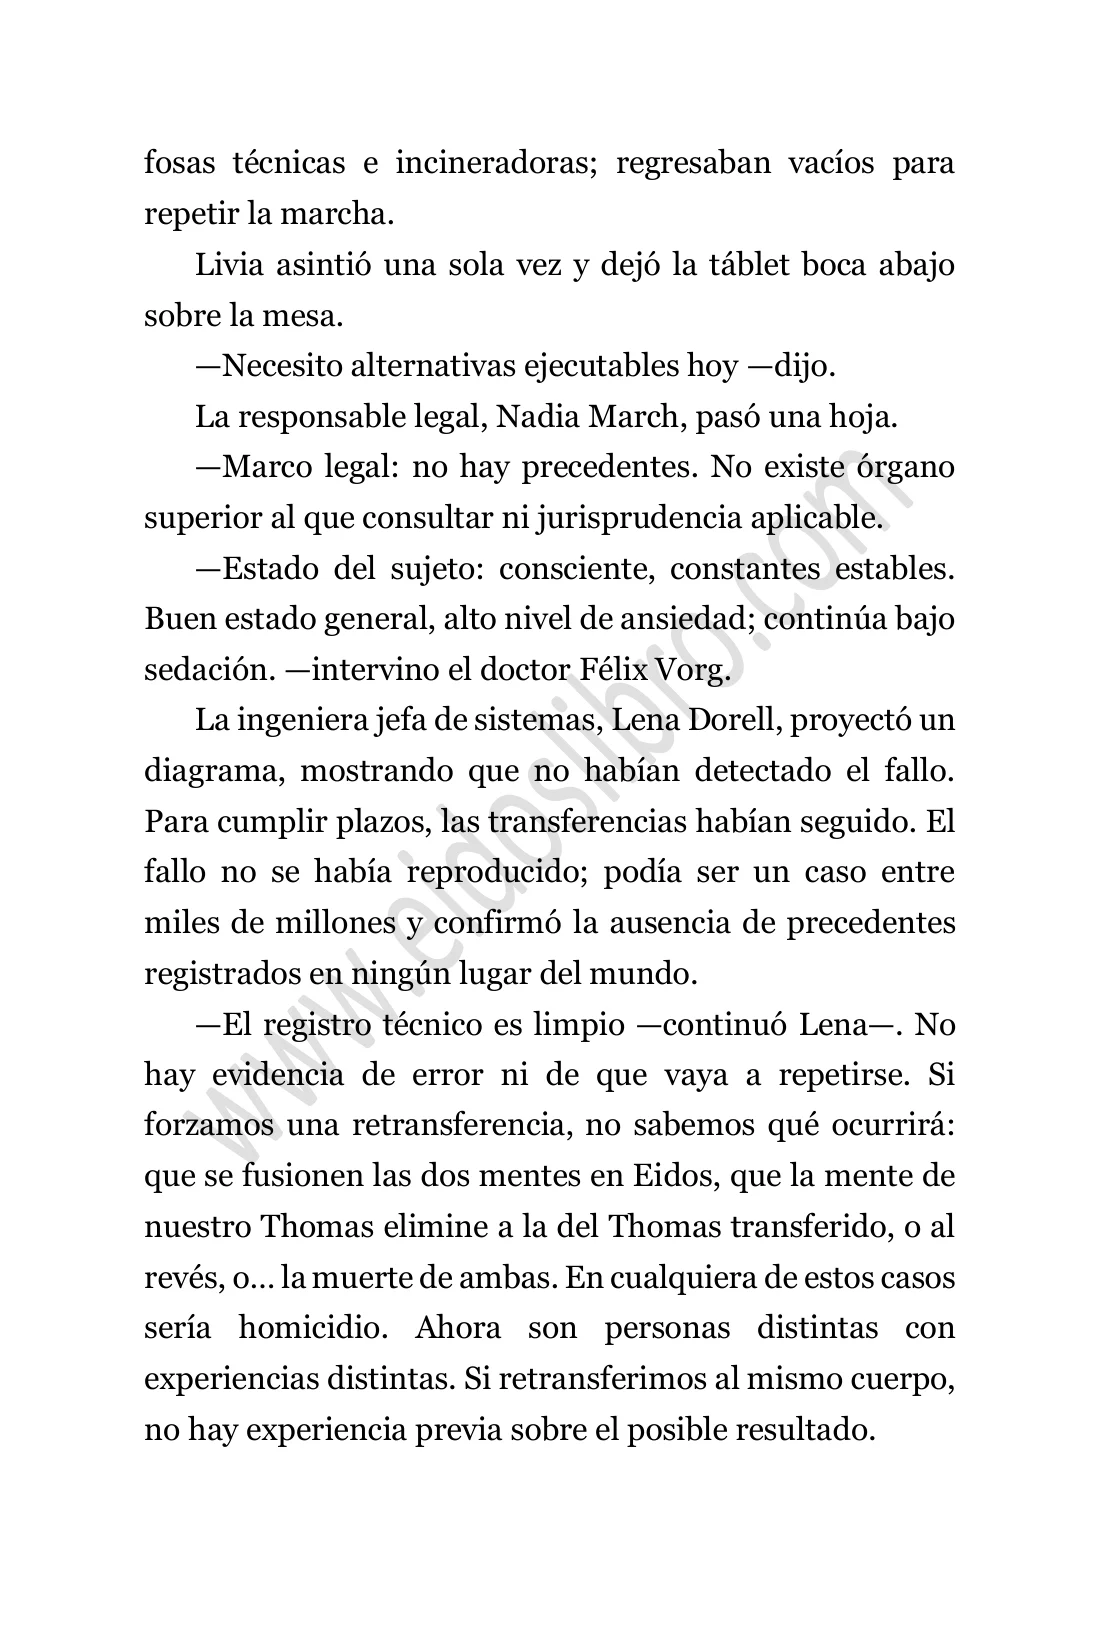 fosas técnicas e incineradoras; regresaban vacíos para
repetir la marcha.
Livia asintió una sola vez y dejó la táblet boca abajo
sobre la mesa.
—Necesito alternativas ejecutables hoy —dijo.
La responsable legal, Nadia March, pasó una hoja.
—Marco legal: no hay precedentes. No existe órgano
superior al que consultar ni jurisprudencia aplicable.
—Estado del sujeto: consciente, constantes estables.
Buen estado general, alto nivel de ansiedad; continúa bajo
sedación. —intervino el doctor Félix Vorg.
La ingeniera jefa de sistemas, Lena Dorell, proyectó un
diagrama, mostrando que no habían detectado el fallo.
Para cumplir plazos, las transferencias habían seguido. El
fallo no se había reproducido; podía ser un caso entre
miles de millones y confirmó la ausencia de precedentes
registrados en ningún lugar del mundo.
—El registro técnico es limpio —continuó Lena—. No
hay evidencia de error ni de que vaya a repetirse. Si
forzamos una retransferencia, no sabemos qué ocurrirá:
que se fusionen las dos mentes en Eidos, que la mente de
nuestro Thomas elimine a la del Thomas transferido, o al
revés, o… la muerte de ambas. En cualquiera de estos casos
sería homicidio. Ahora son personas distintas con
experiencias distintas. Si retransferimos al mismo cuerpo,
no hay experiencia previa sobre el posible resultado.
www.eidoslibro.com